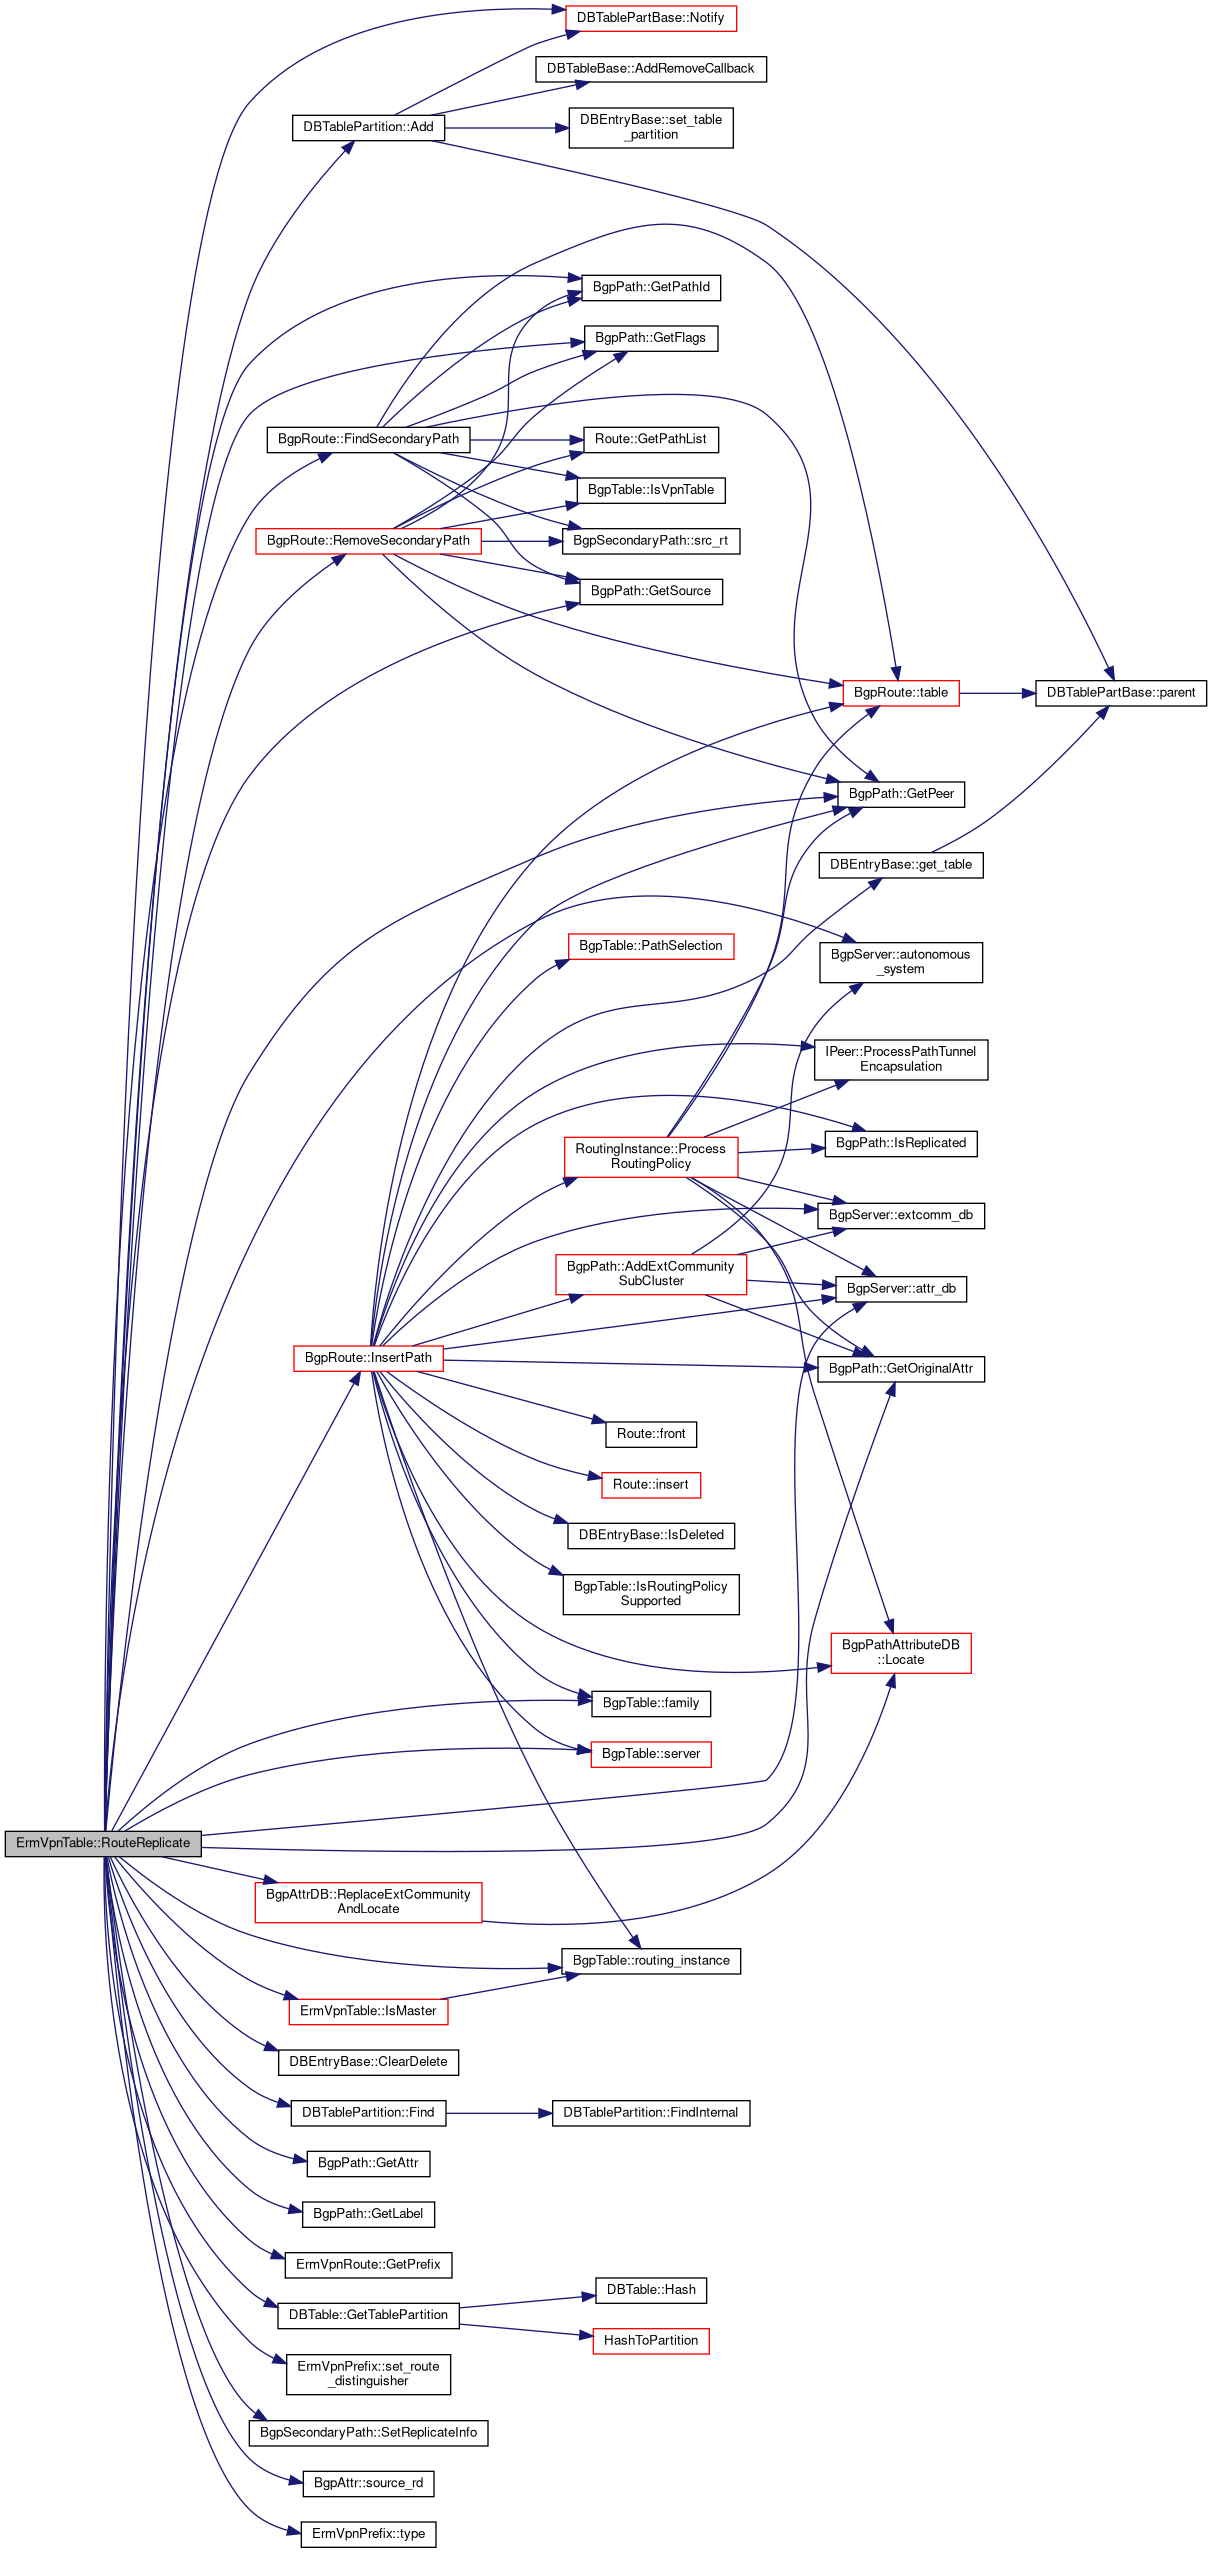 DBTablePartBase::Notify
DBTableBase::AddRemoveCallback
DBTablePartition::Add
DBEntryBase::set_table
_partition
BgpPath::GetPathId
BgpPath::GetFlags
BgpRoute::FindSecondaryPath
Route::GetPathList
BgpTable::IsVpnTable
BgpRoute::RemoveSecondaryPath
BgpSecondaryPath::src_rt
BgpPath::GetSource
BgpRoute::table
DBTablePartBase::parent
BgpPath::GetPeer
DBEntryBase::get_table
BgpTable::PathSelection
BgpServer::autonomous
_system
IPeer::ProcessPathTunnel
Encapsulation
RoutingInstance::Process
RoutingPolicy
BgpPath::IsReplicated
BgpServer::extcomm_db
BgpPath::AddExtCommunity
SubCluster
BgpServer::attr_db
BgpRoute::InsertPath
BgpPath::GetOriginalAttr
Route::front
Route::insert
DBEntryBase::IsDeleted
BgpTable::IsRoutingPolicy
Supported
BgpPathAttributeDB
::Locate
BgpTable::family
BgpTable::server
ErmVpnTable::RouteReplicate
BgpAttrDB::ReplaceExtCommunity
AndLocate
BgpTable::routing_instance
ErmVpnTable::IsMaster
DBEntryBase::ClearDelete
DBTablePartition::Find
DBTablePartition::FindInternal
BgpPath::GetAttr
BgpPath::GetLabel
ErmVpnRoute::GetPrefix
DBTable::Hash
DBTable::GetTablePartition
HashToPartition
ErmVpnPrefix::set_route
_distinguisher
BgpSecondaryPath::SetReplicateInfo
BgpAttr::source_rd
ErmVpnPrefix::type